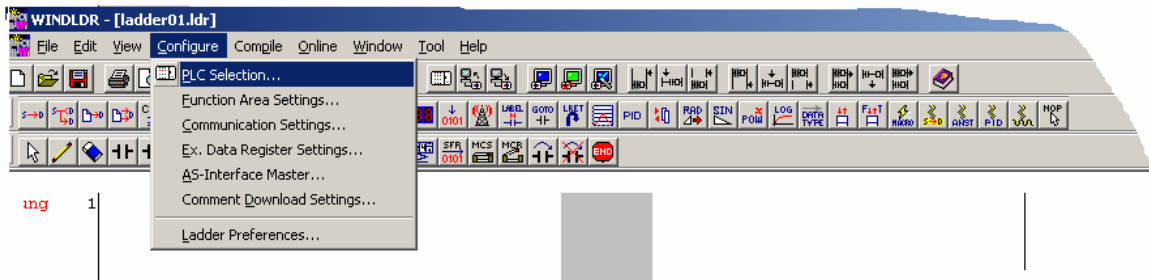 WINDLDR - [ladder01.ldr]
File Edit View Configure Compile Online Window Tool Help
PLC Selection...
Function Area Settings...
Communication Settings...
Ex. Data Register Settings...
AS-Interface Master...
Comment Download Settings...
Ladder Preferences...
S→D 0101 LABEL GOTO LRET PID RAD SIN POW LOG DATA TYPE MACRO S→D ANST PID NOP
SFR 0101 MCS MCR END
ung 1